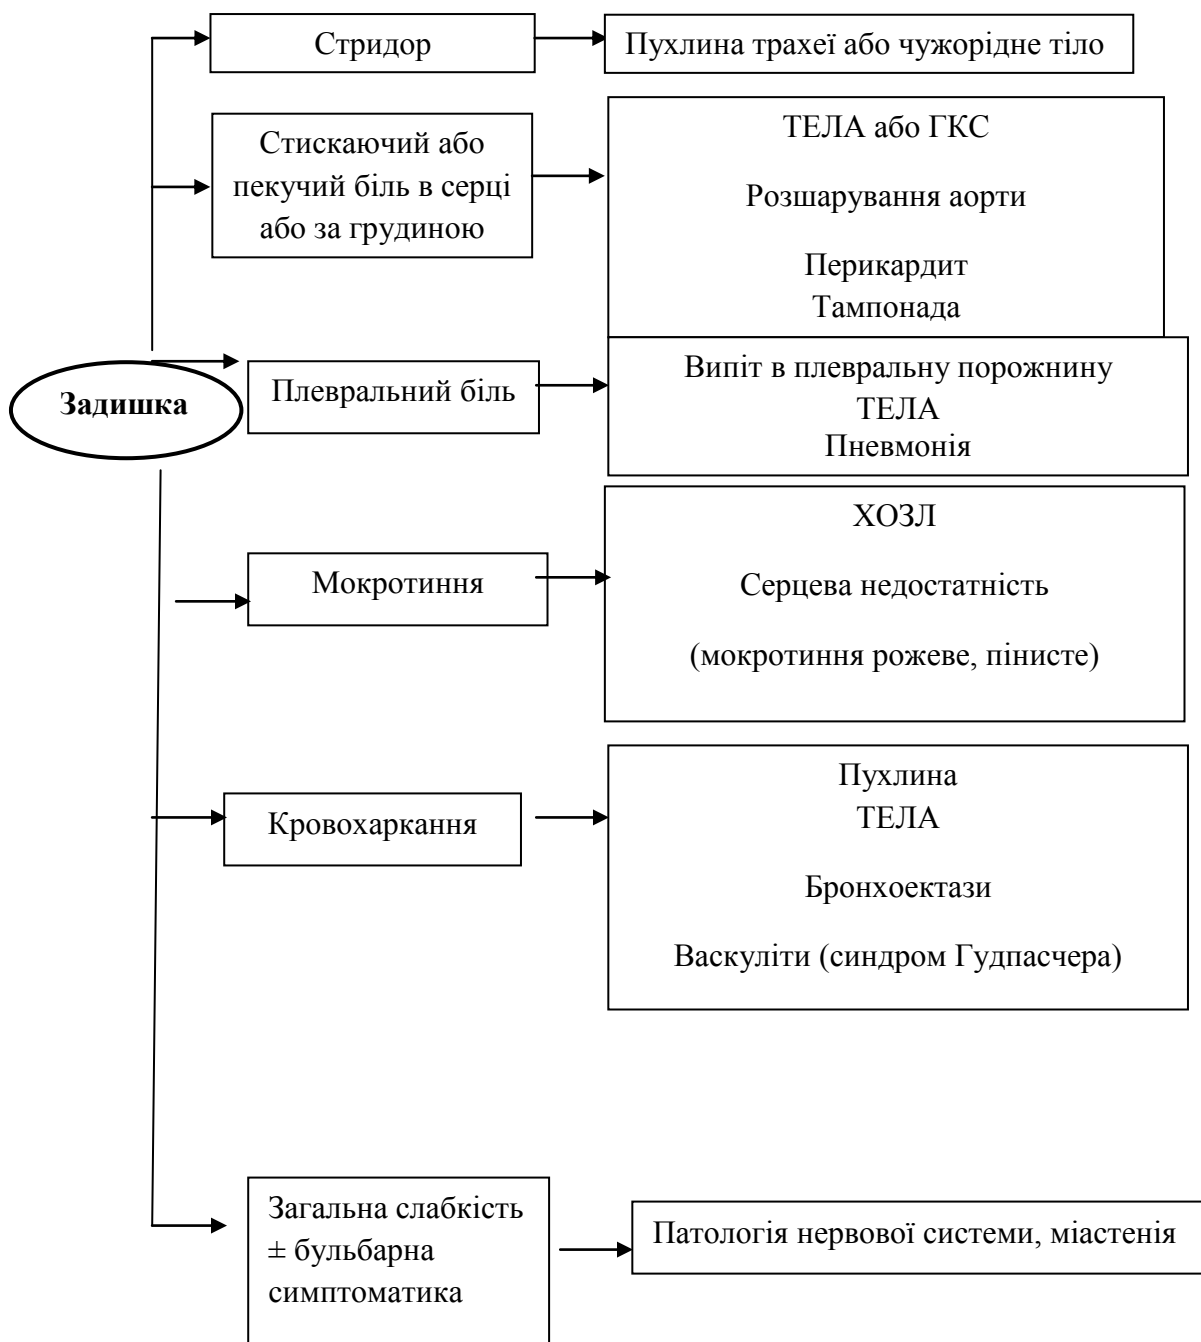 Стридор
Пухлина трахеї або чужорідне тіло
Стискаючий або
пекучий біль в серці
або за грудиною
ТЕЛА або ГКС
Розшарування аорти
Перикардит
Тампонада
Задишка
Плевральний біль
Випіт в плевральну порожнину
ТЕЛА
Пневмонія
Мокротиння
ХОЗЛ
Серцева недостатність
(мокротиння рожеве, пінисте)
Кровохаркання
Пухлина
ТЕЛА
Бронхоектази
Васкуліти (синдром Гудпасчера)
Загальна слабкість
± бульбарна
симптоматика
Патологія нервової системи, міастенія